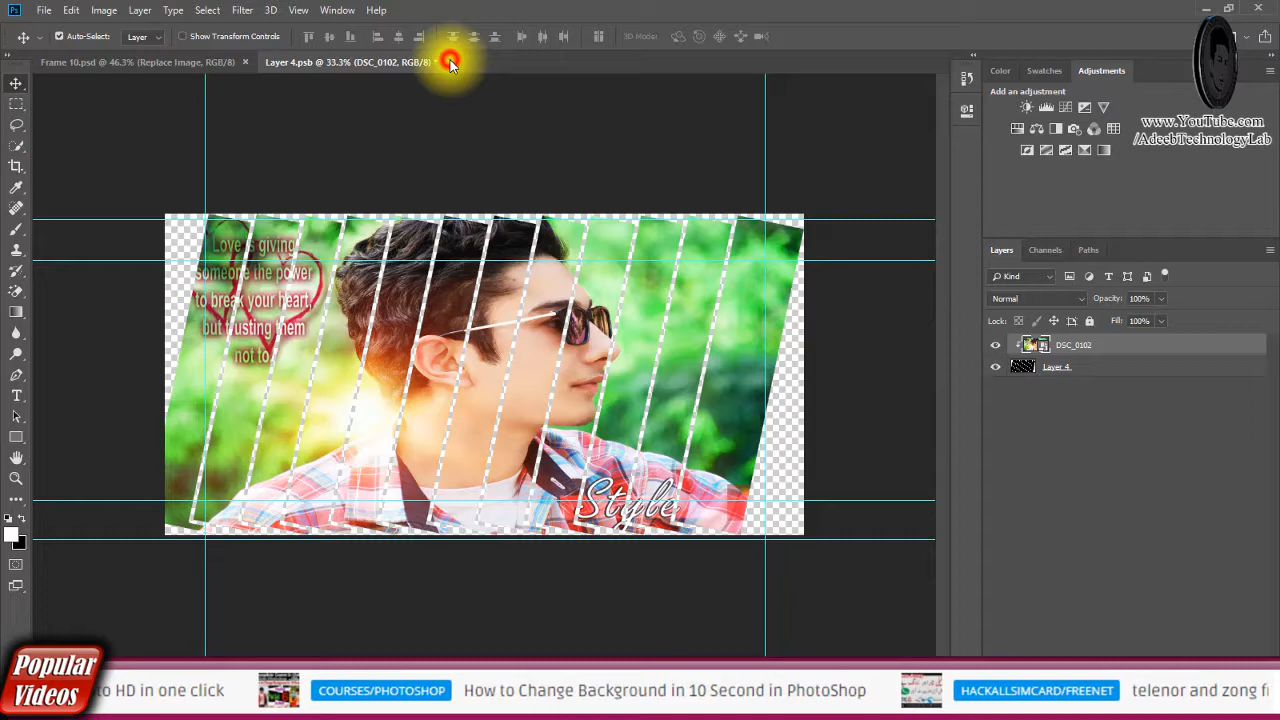 Ps File Edit Image Layer Type Select Filter 3D View Window Help
Auto-Select: Layer Show Transform Controls 3D Mode:
Frame 10.psd @ 46.3% (Replace Image, RGB/8) × Layer 4.psb @ 33.3% (DSC_0102, RGB/8) *
Color Swatches Adjustments
Add an adjustment
www.YouTube.com
/AdeebTechnologyLab
Love is giving
someone the power
to break your heart,
but trusting them
not to.
Style
Layers Channels Paths
Kind
Normal Opacity: 100%
Lock: Fill: 100%
DSC_0102
Layer 4
Popular
Videos
to HD in one click COURSES/PHOTOSHOP How to Change Background in 10 Second in PhotoShop HACKALLSIMCARD/FREENET telenor and zong